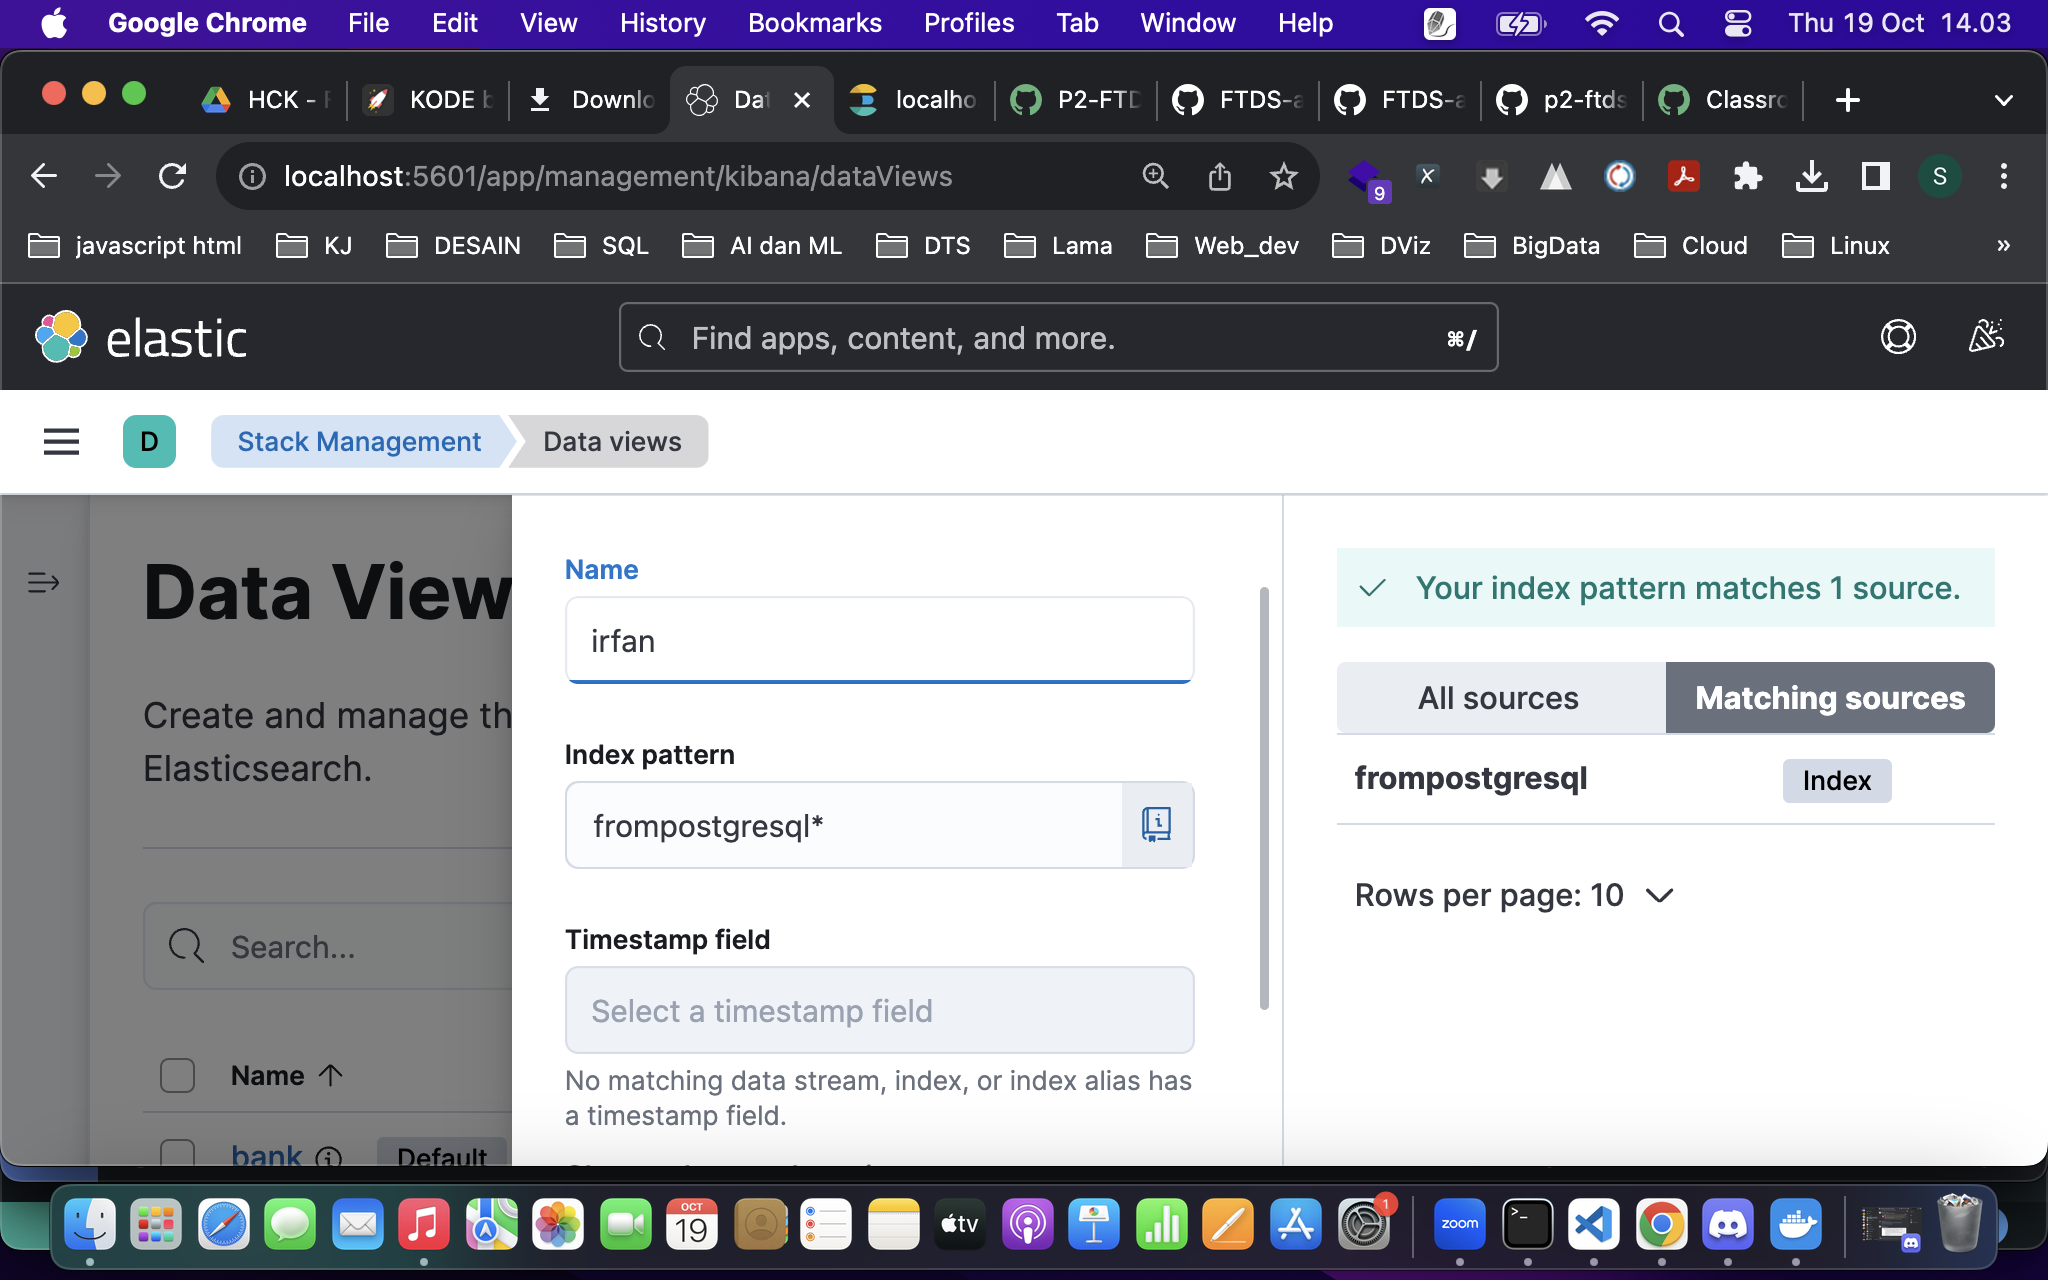 Google Chrome File Edit View History Bookmarks Profiles Tab Window Help Thu 19 Oct 14.03
HCK - KODE Downlo Dat localho P2-FTD FTDS-a FTDS-a p2-ftds Classro
localhost:5601/app/management/kibana/dataViews 9 S
javascript html KJ DESAIN SQL AI dan ML DTS Lama Web_dev DViz BigData Cloud Linux »
elastic Find apps, content, and more. ⌘/
D Stack Management Data views
Data View
Create and manage th
Elasticsearch.
Search...
Name
bank Default
Name
irfan
Index pattern
frompostgresql*
Timestamp field
Select a timestamp field
No matching data stream, index, or index alias has
a timestamp field.
Your index pattern matches 1 source.
All sources Matching sources
frompostgresql Index
Rows per page: 10
OCT
19
tv
1
zoom